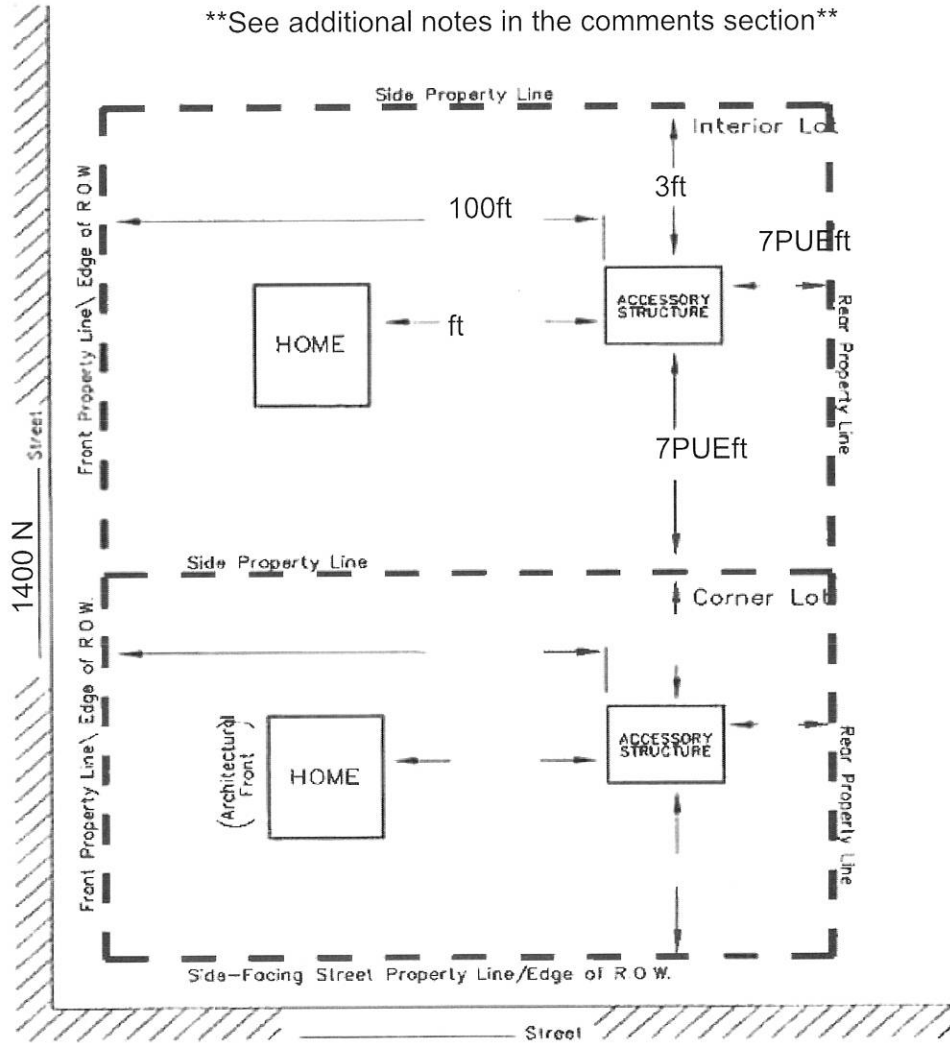 **See additional notes in the comments section**
Side Property Line
Interior Lot
3ft
100ft
7PUEft
Front Property Line\ Edge of R O W
ACCESSORY
STRUCTURE
HOME
ft
Rear Property Line
Street
7PUEft
1400 N
Side Property Line
Corner Lot
Front Property Line\ Edge of R O W.
(Architectural
Front)
HOME
ACCESSORY
STRUCTURE
Rear Property Line
Side-Facing Street Property Line/Edge of R O W.
Street